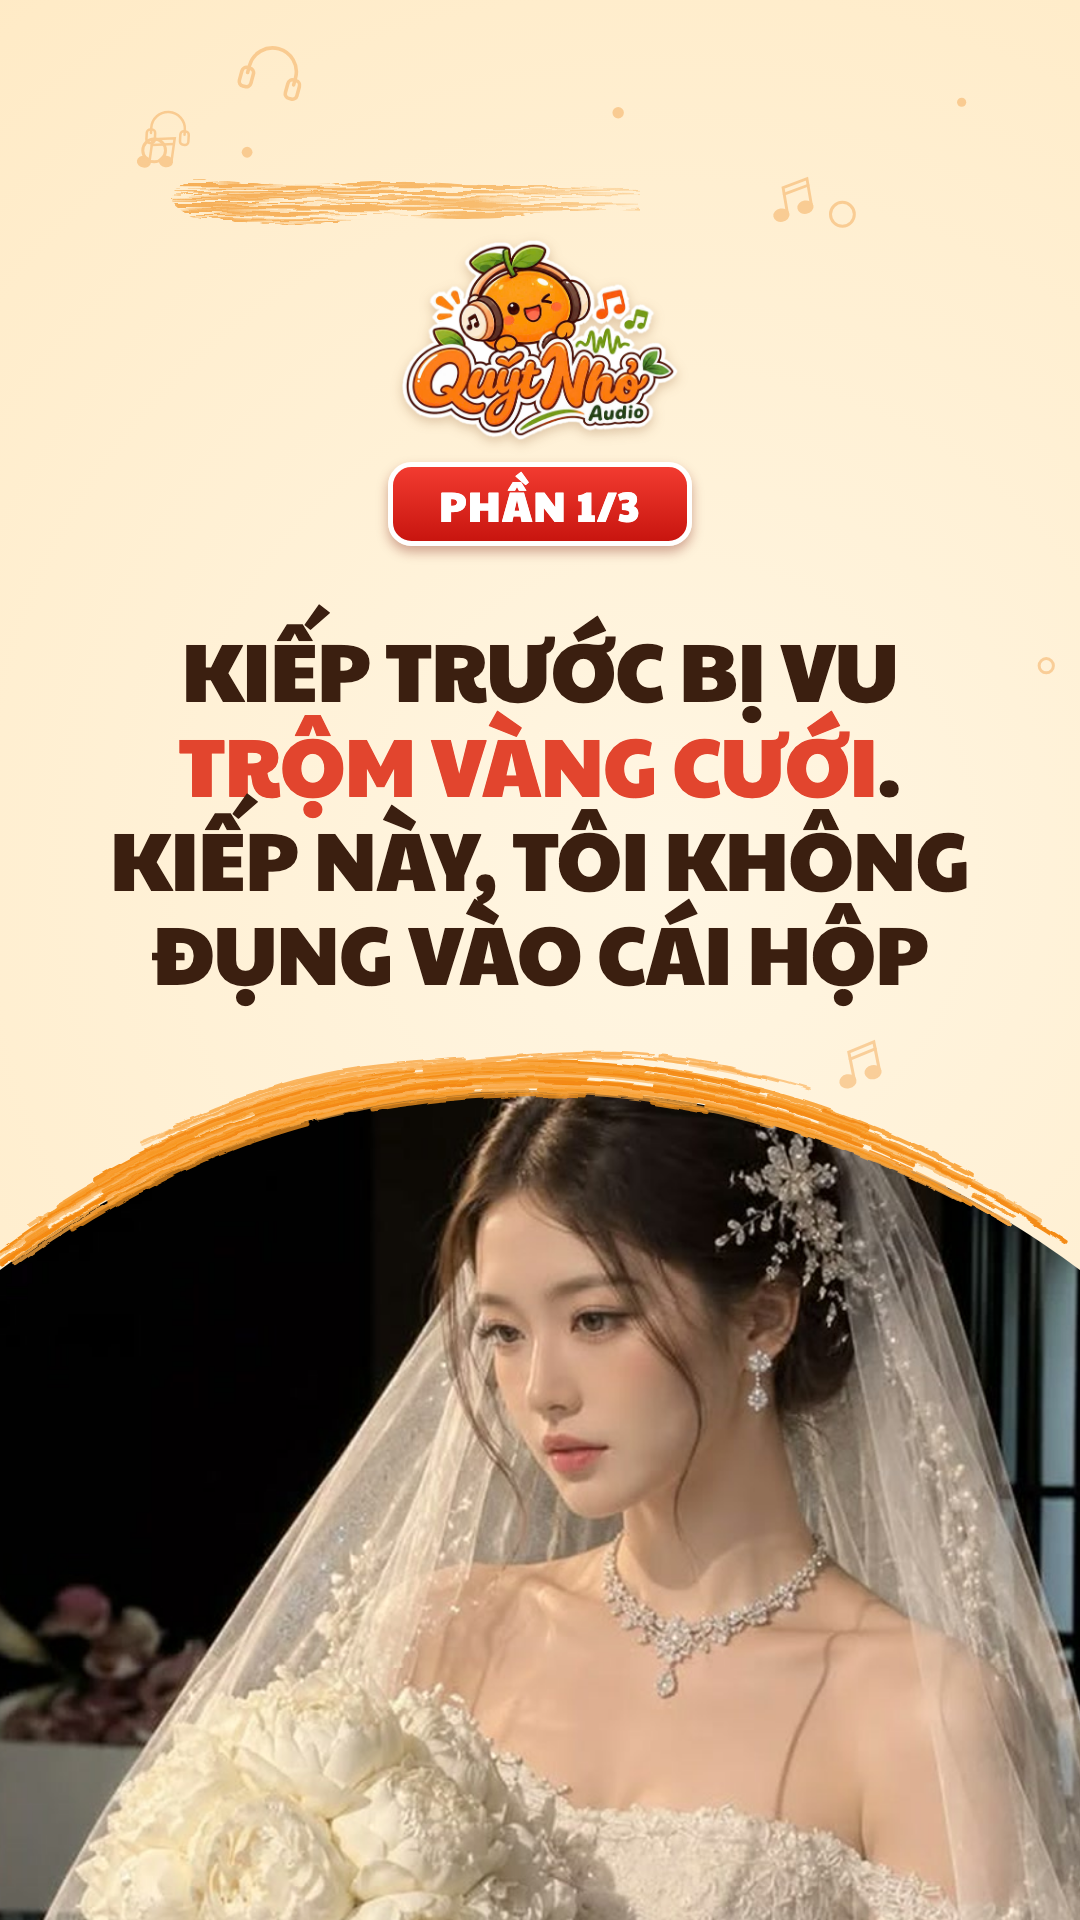 Quýt Nhỏ
Audio
PHẦN 1/3
KIẾP TRƯỚC BỊ VU
TRỘM VÀNG CƯỚI.
KIẾP NÀY, TÔI KHÔNG
ĐỤNG VÀO CÁI HỘP